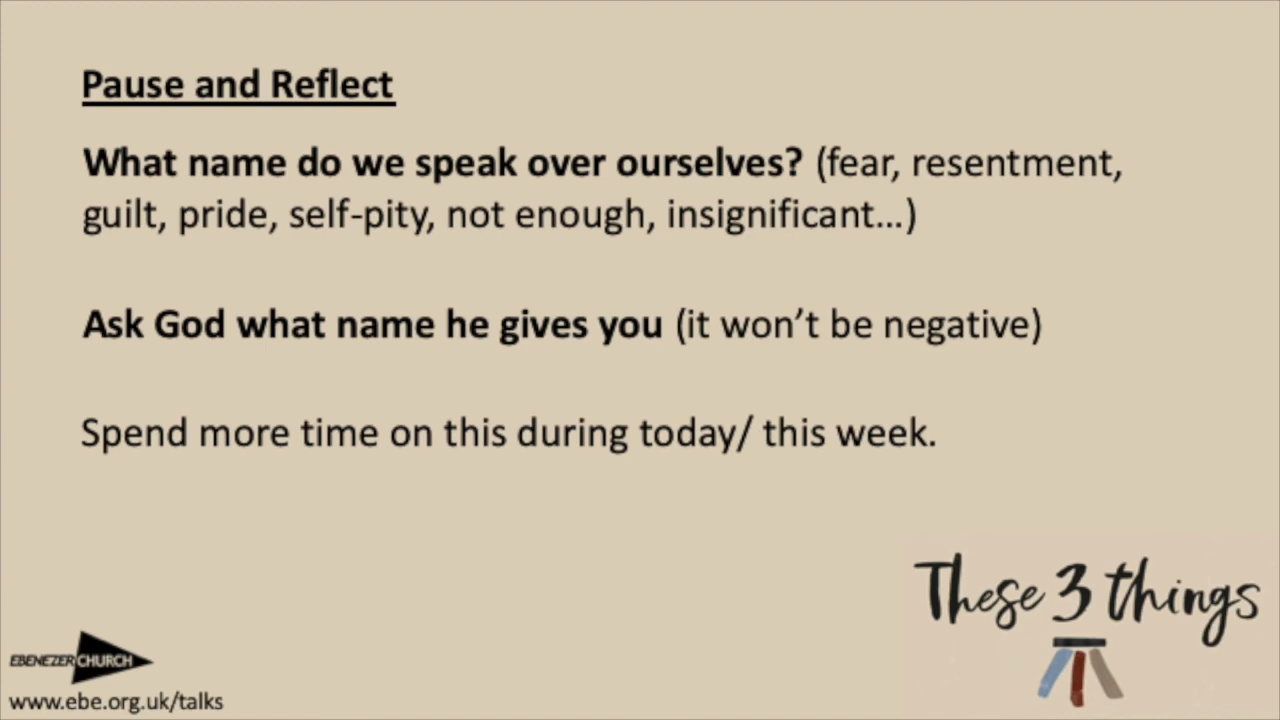 Pause and Reflect
What name do we speak over ourselves? (fear, resentment,
guilt, pride, self-pity, not enough, insignificant...)
Ask God what name he gives you (it won’t be negative)
Spend more time on this during today/ this week.
These 3 things
EBENEZER CHURCH
www.ebe.org.uk/talks